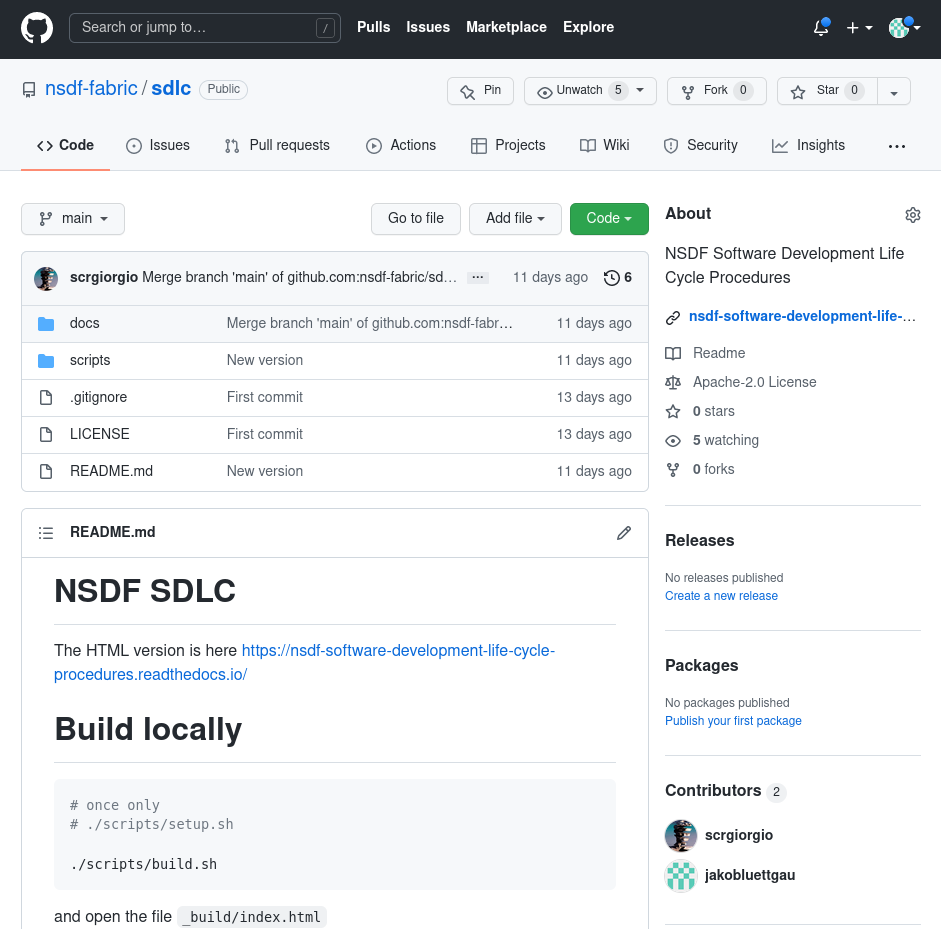 Search or jump to… / Pulls Issues Marketplace Explore
nsdf-fabric / sdlc Public Pin Unwatch 5 Fork 0 Star 0
Code Issues Pull requests Actions Projects Wiki Security Insights ...
main Go to file Add file Code
scrgiorgio Merge branch 'main' of github.com:nsdf-fabric/sd… ... 11 days ago 6
docs Merge branch 'main' of github.com:nsdf-fabr… 11 days ago
scripts New version 11 days ago
.gitignore First commit 13 days ago
LICENSE First commit 13 days ago
README.md New version 11 days ago
README.md
NSDF SDLC
The HTML version is here https://nsdf-software-development-life-cycle-
procedures.readthedocs.io/
Build locally
# once only
# ./scripts/setup.sh
./scripts/build.sh
and open the file _build/index.html
About
NSDF Software Development Life
Cycle Procedures
nsdf-software-development-life-…
Readme
Apache-2.0 License
0 stars
5 watching
0 forks
Releases
No releases published
Create a new release
Packages
No packages published
Publish your first package
Contributors 2
scrgiorgio
jakobluettgau